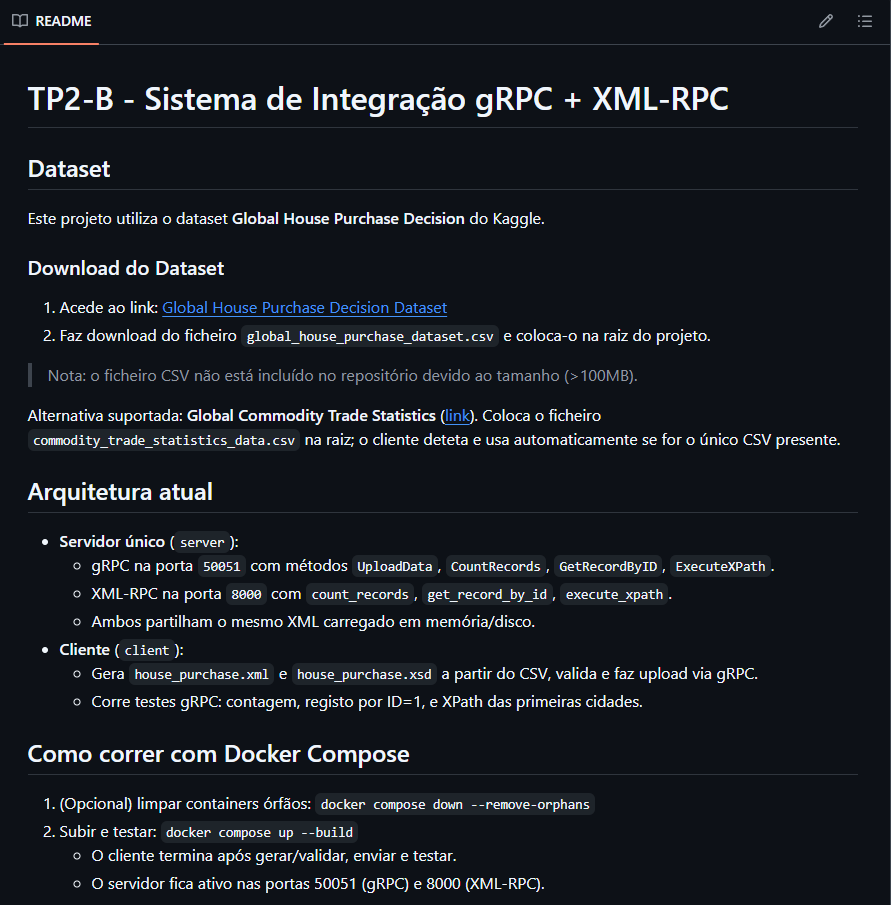 README
TP2-B - Sistema de Integração gRPC + XML-RPC
Dataset
Este projeto utiliza o dataset Global House Purchase Decision do Kaggle.
Download do Dataset
1. Acede ao link: Global House Purchase Decision Dataset
2. Faz download do ficheiro global_house_purchase_dataset.csv e coloca-o na raiz do projeto.
Nota: o ficheiro CSV não está incluído no repositório devido ao tamanho (>100MB).
Alternativa suportada: Global Commodity Trade Statistics (link). Coloca o ficheiro
commodity_trade_statistics_data.csv na raiz; o cliente deteta e usa automaticamente se for o único CSV presente.
Arquitetura atual
• Servidor único (server):
◦ gRPC na porta 50051 com métodos UploadData, CountRecords, GetRecordByID, ExecuteXPath.
◦ XML-RPC na porta 8000 com count_records, get_record_by_id, execute_xpath.
◦ Ambos partilham o mesmo XML carregado em memória/disco.
• Cliente (client):
◦ Gera house_purchase.xml e house_purchase.xsd a partir do CSV, valida e faz upload via gRPC.
◦ Corre testes gRPC: contagem, registo por ID=1, e XPath das primeiras cidades.
Como correr com Docker Compose
1. (Opcional) limpar containers órfãos: docker compose down --remove-orphans
2. Subir e testar: docker compose up --build
◦ O cliente termina após gerar/validar, enviar e testar.
◦ O servidor fica ativo nas portas 50051 (gRPC) e 8000 (XML-RPC).